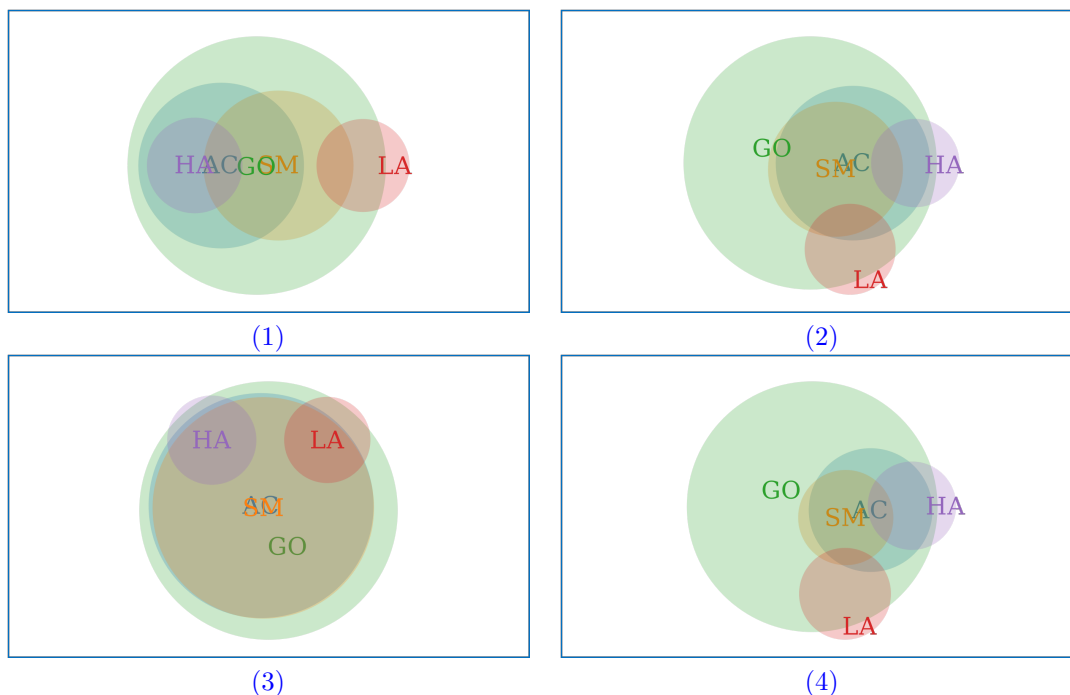 HA AC GO SM LA
(1)
GO SM AC HA LA
(2)
HA LA
SM AC
GO
(3)
GO SM AC HA LA
(4)